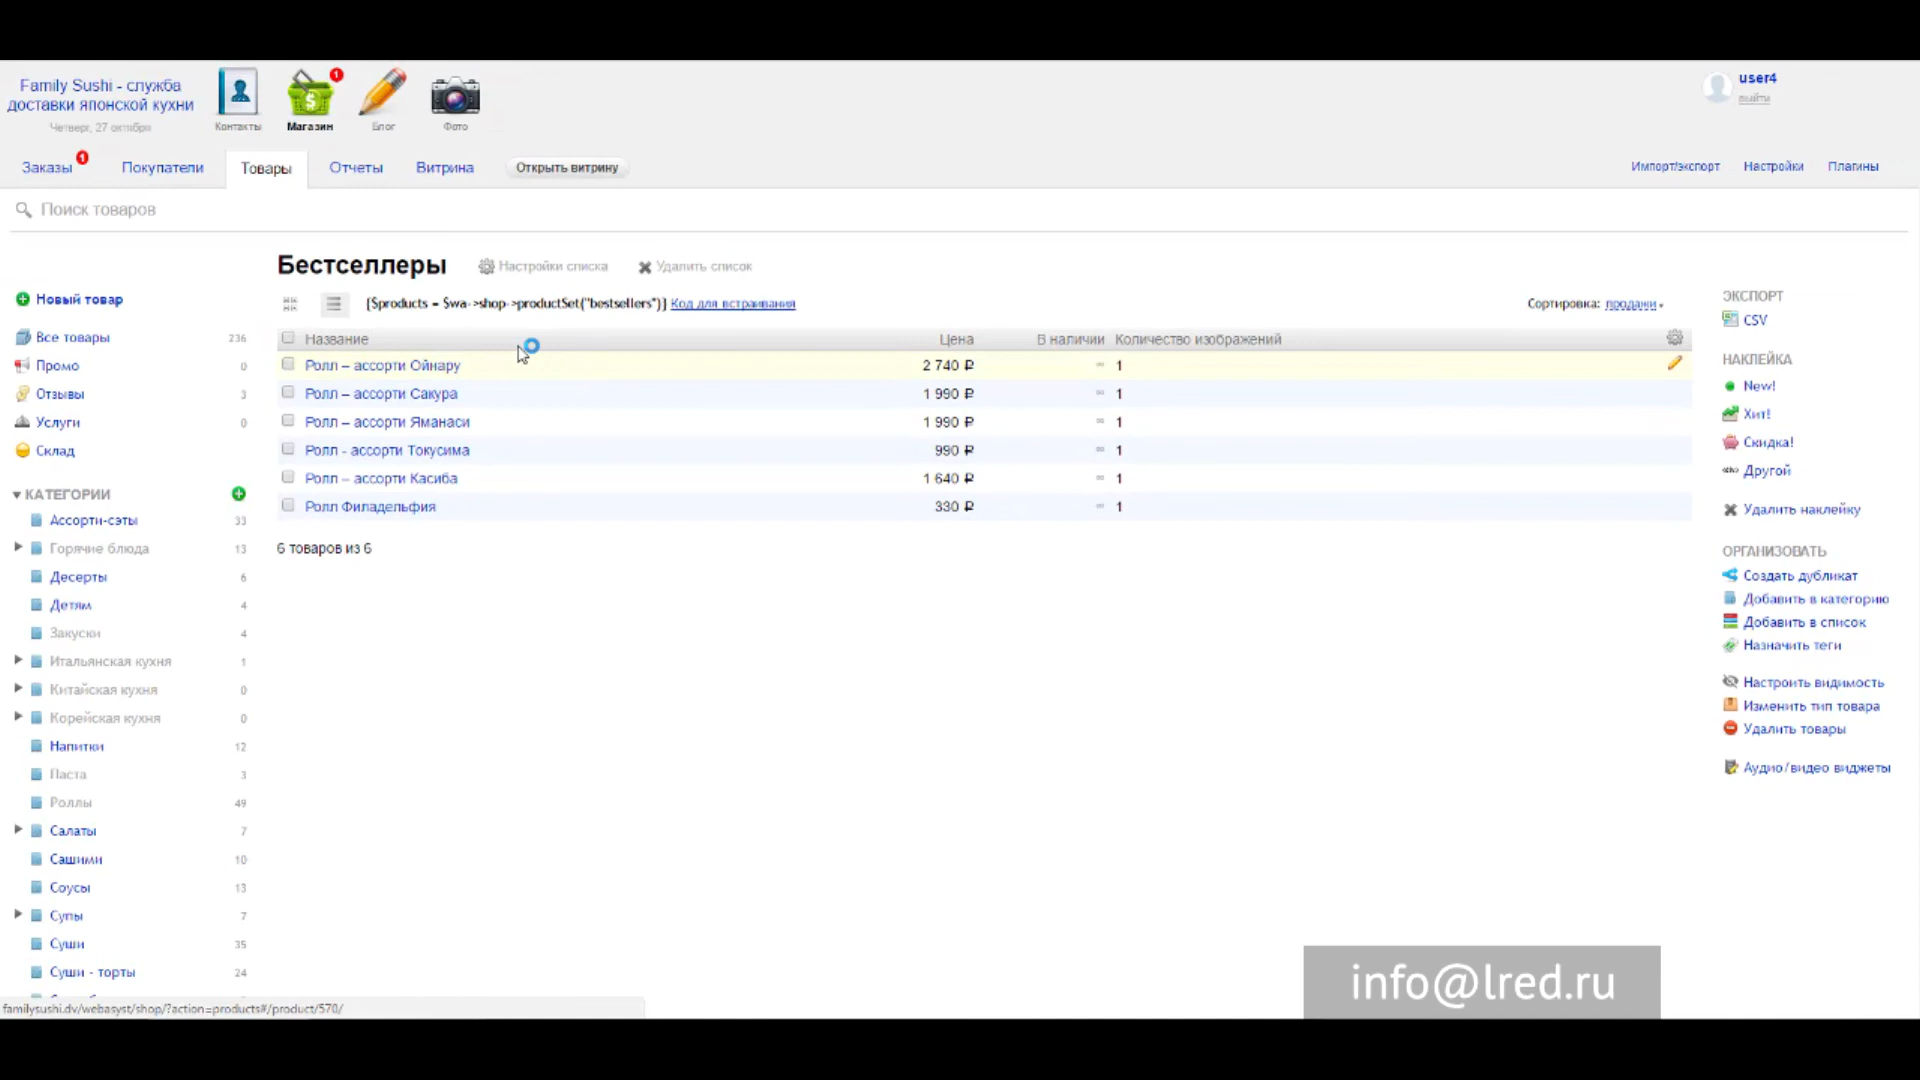 Family Sushi - служба
доставки японской кухни
Четверг, 27 октября
Контакты
1
Магазин
Блог
Фото
user4
выйти
Заказы 1
Покупатели
Товары
Отчеты
Витрина
Открыть витрину
Импорт/экспорт
Настройки
Плагины
Поиск товаров
Бестселлеры
Настройки списка
Удалить список
{$products = $wa->shop->productSet("bestsellers")} Код для встраивания
Сортировка: продажи
Название Цена В наличии Количество изображений
Ролл – ассорти Ойнару 2 740 ₽ ∞ 1
Ролл – ассорти Сакура 1 990 ₽ ∞ 1
Ролл – ассорти Яманаси 1 990 ₽ ∞ 1
Ролл - ассорти Токусима 990 ₽ ∞ 1
Ролл – ассорти Касиба 1 640 ₽ ∞ 1
Ролл Филадельфия 330 ₽ ∞ 1
6 товаров из 6
Новый товар
Все товары 236
Промо 0
Отзывы 3
Услуги 0
Склад
КАТЕГОРИИ
Ассорти-сэты 33
Горячие блюда 13
Десерты 6
Детям 4
Закуски 4
Итальянская кухня 1
Китайская кухня 0
Корейская кухня 0
Напитки 12
Паста 3
Роллы 49
Салаты 7
Сашими 10
Соусы 13
Супы 7
Суши 35
Суши - торты 24
familysushi.dv/webasyst/shop/?action=products#/product/570/
ЭКСПОРТ
CSV
НАКЛЕЙКА
New!
Хит!
Скидка!
</> Другой
Удалить наклейку
ОРГАНИЗОВАТЬ
Создать дубликат
Добавить в категорию
Добавить в список
Назначить теги
Настроить видимость
Изменить тип товара
Удалить товары
Аудио/видео виджеты
info@lred.ru